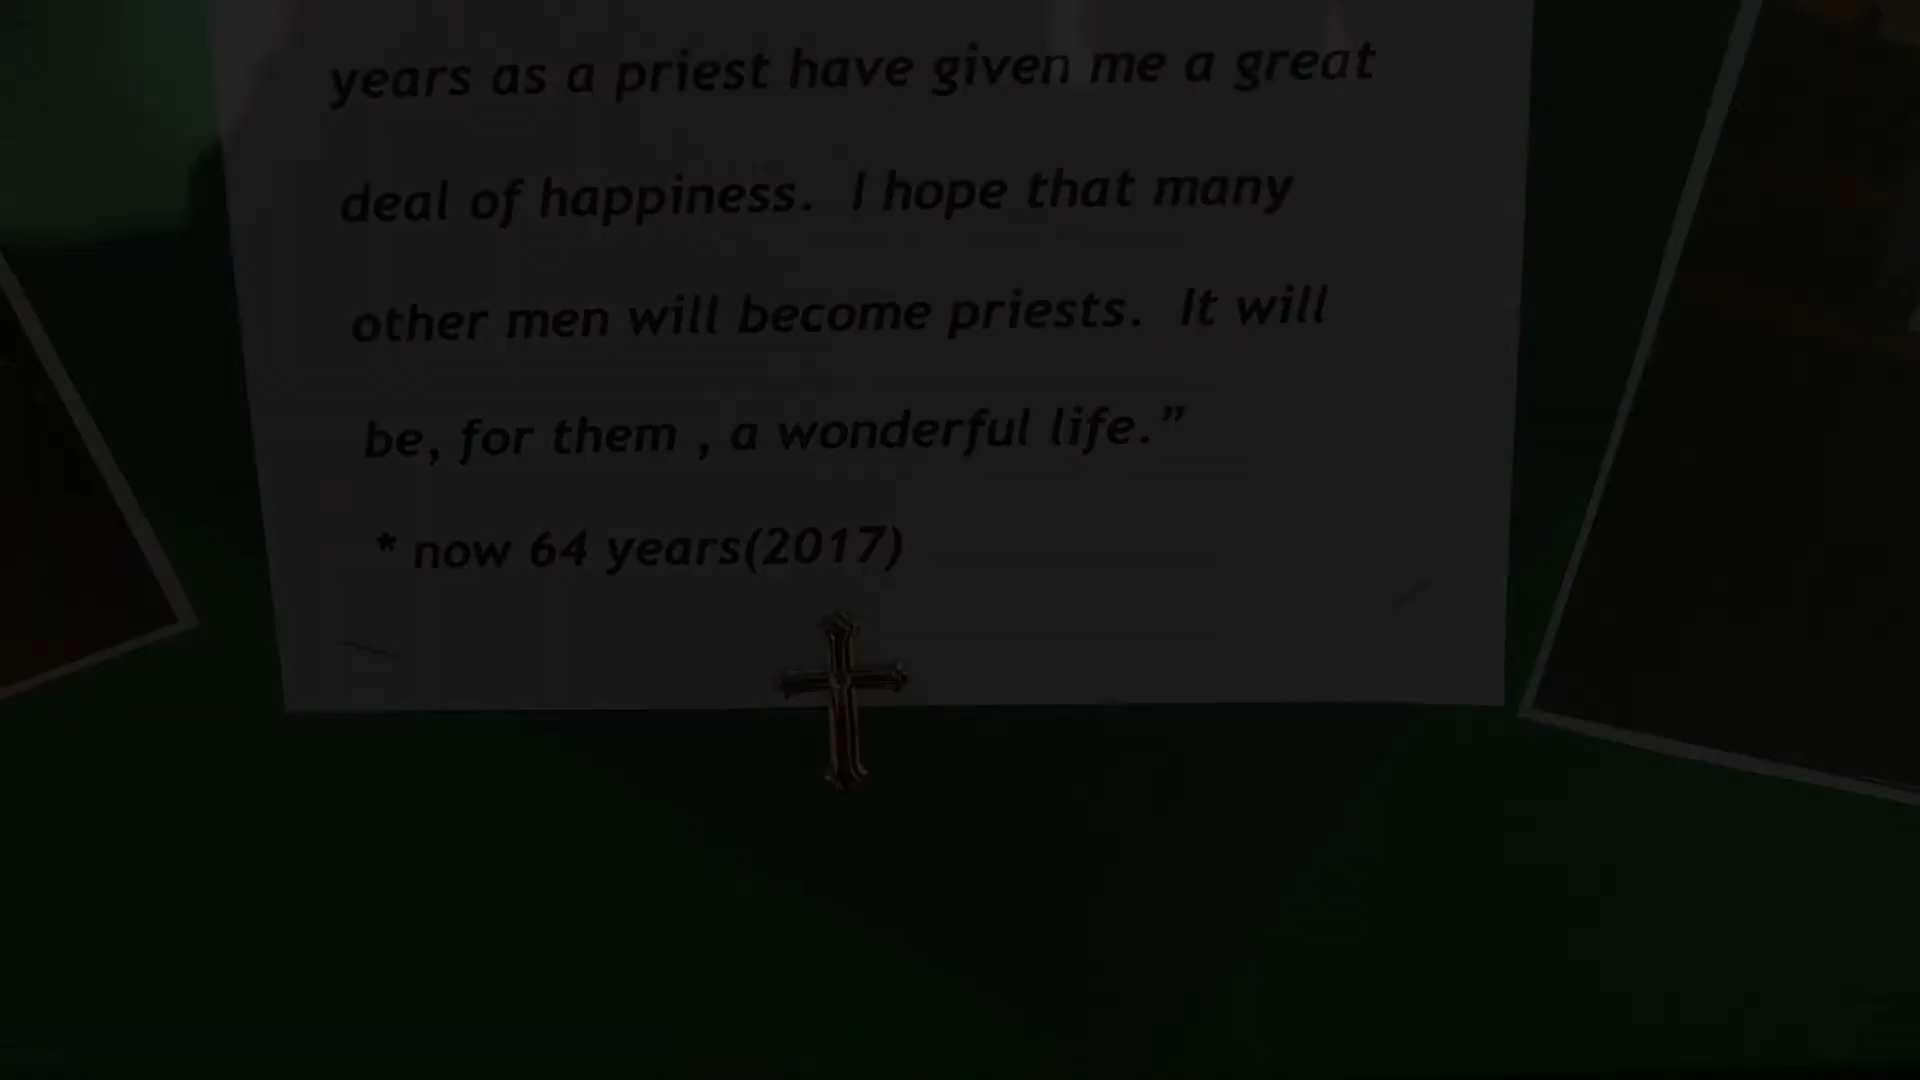 years as a priest have given me a great
deal of happiness.  I hope that many
other men will become priests.  It will
be, for them , a wonderful life.”
* now 64 years(2017)